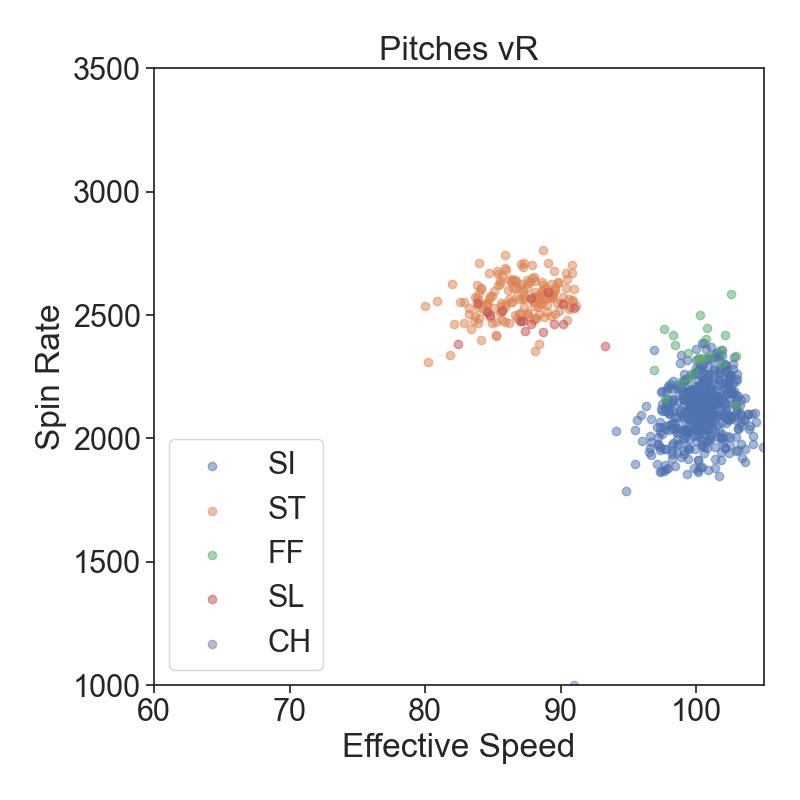 Pitches vR
3500
3000
2500
2000
1500
1000
Spin Rate
SI
ST
FF
SL
CH
60 70 80 90 100
Effective Speed